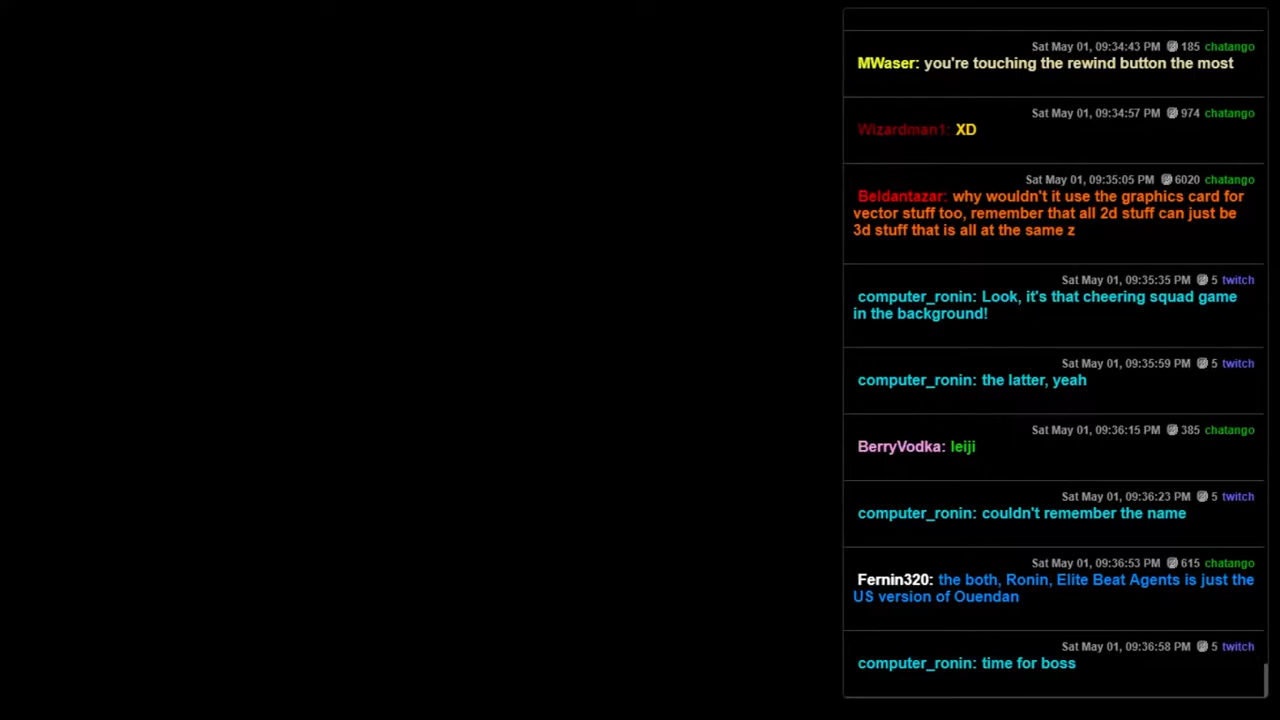 Sat May 01, 09:34:43 PM 185 chatango
MWaser: you're touching the rewind button the most
Sat May 01, 09:34:57 PM 974 chatango
Wizardman1: XD
Sat May 01, 09:35:05 PM 6020 chatango
Beldantazar: why wouldn't it use the graphics card for
vector stuff too, remember that all 2d stuff can just be
3d stuff that is all at the same z
Sat May 01, 09:35:35 PM 5 twitch
computer_ronin: Look, it's that cheering squad game
in the background!
Sat May 01, 09:35:59 PM 5 twitch
computer_ronin: the latter, yeah
Sat May 01, 09:36:15 PM 385 chatango
BerryVodka: leiji
Sat May 01, 09:36:23 PM 5 twitch
computer_ronin: couldn't remember the name
Sat May 01, 09:36:53 PM 615 chatango
Fernin320: the both, Ronin, Elite Beat Agents is just the
US version of Ouendan
Sat May 01, 09:36:58 PM 5 twitch
computer_ronin: time for boss